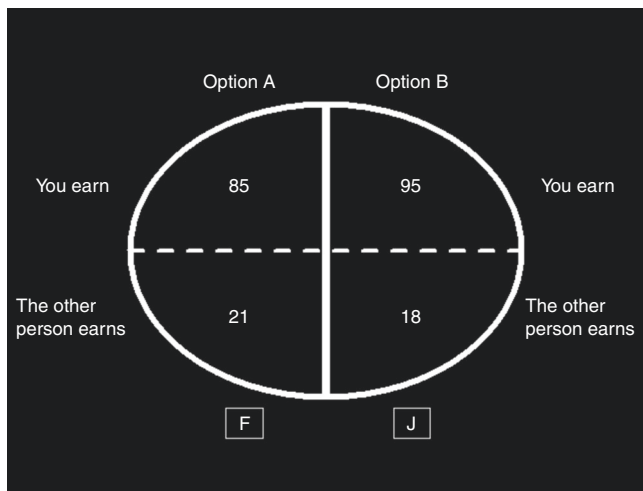 Option A
Option B
You earn
85
95
You earn
The other
person earns
21
18
The other
person earns
F
J